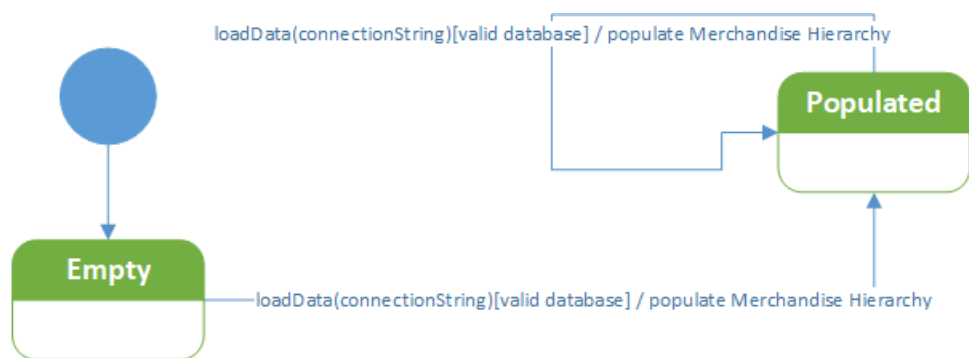 loadData(connectionString)[valid database] / populate Merchandise Hierarchy
Populated
Empty
loadData(connectionString)[valid database] / populate Merchandise Hierarchy